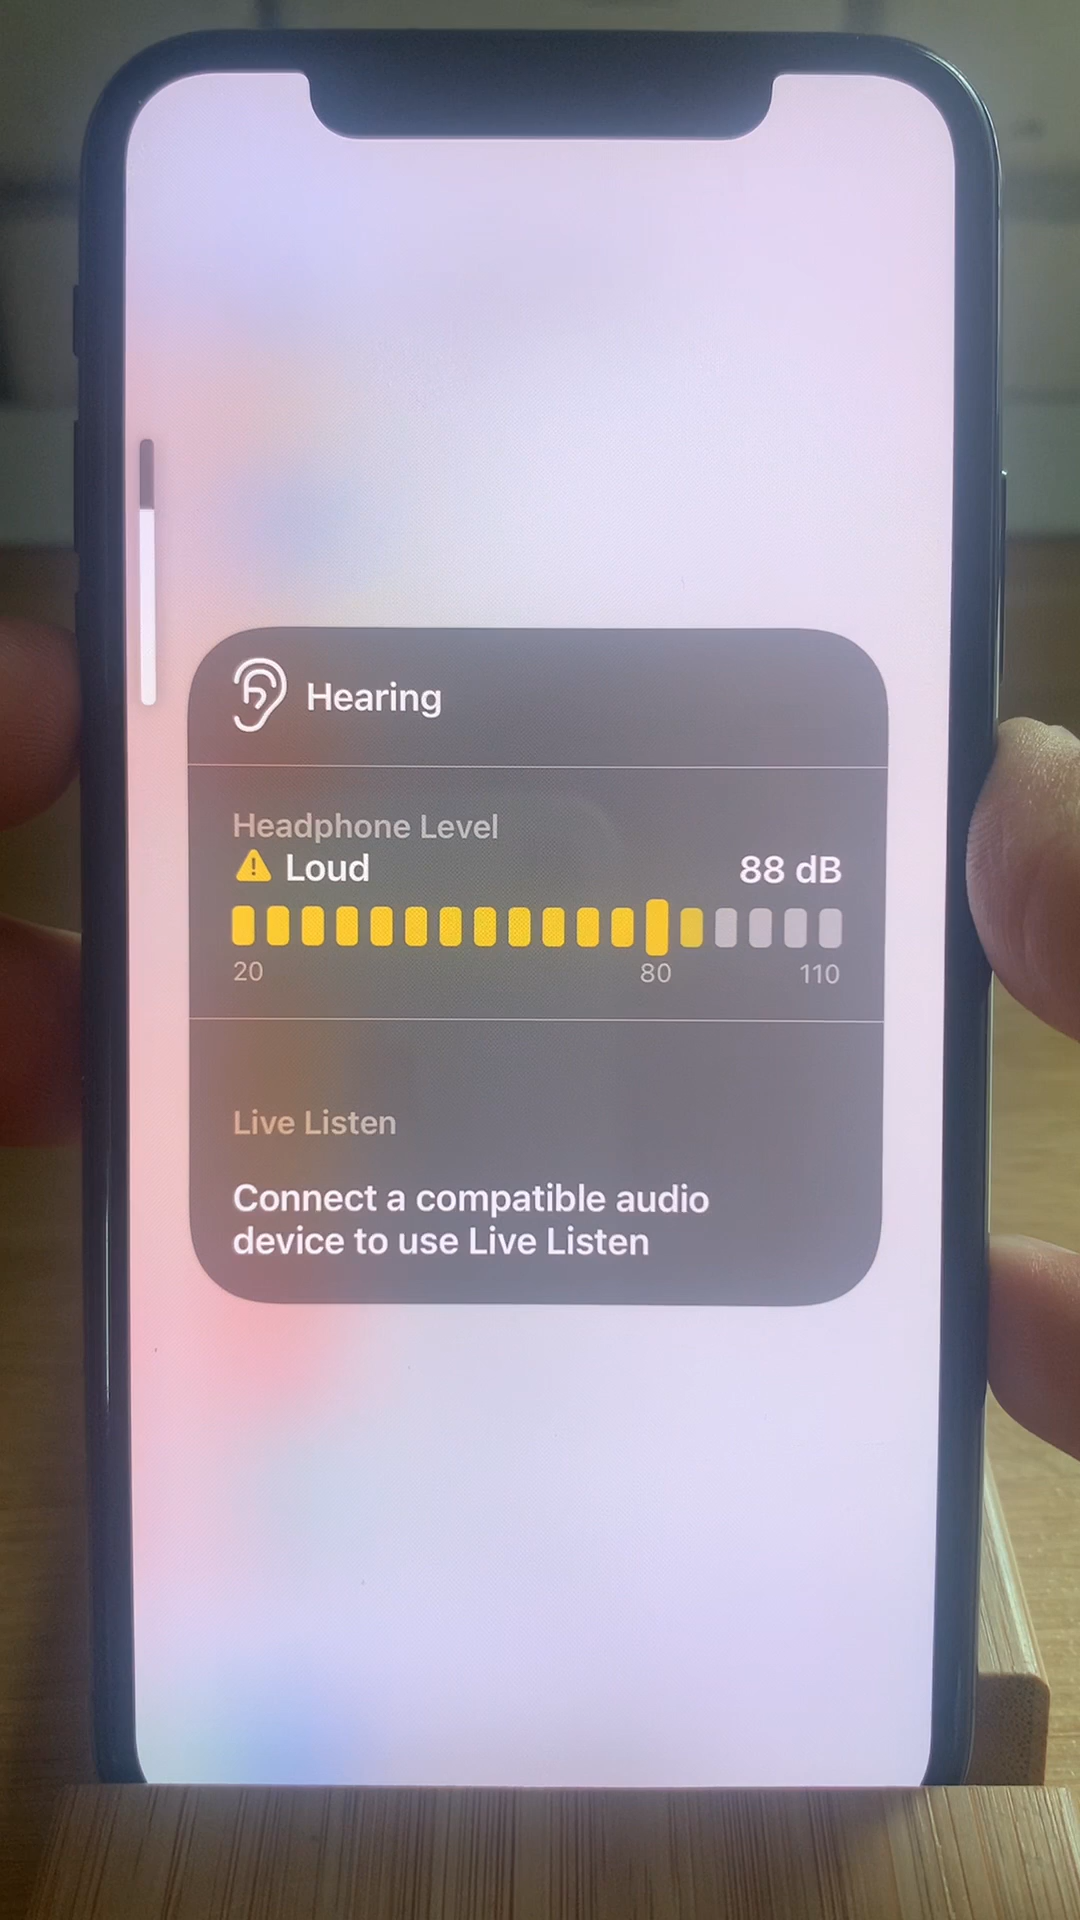 Hearing
Headphone Level
Loud 88 dB
20 80 110
Live Listen
Connect a compatible audio
device to use Live Listen